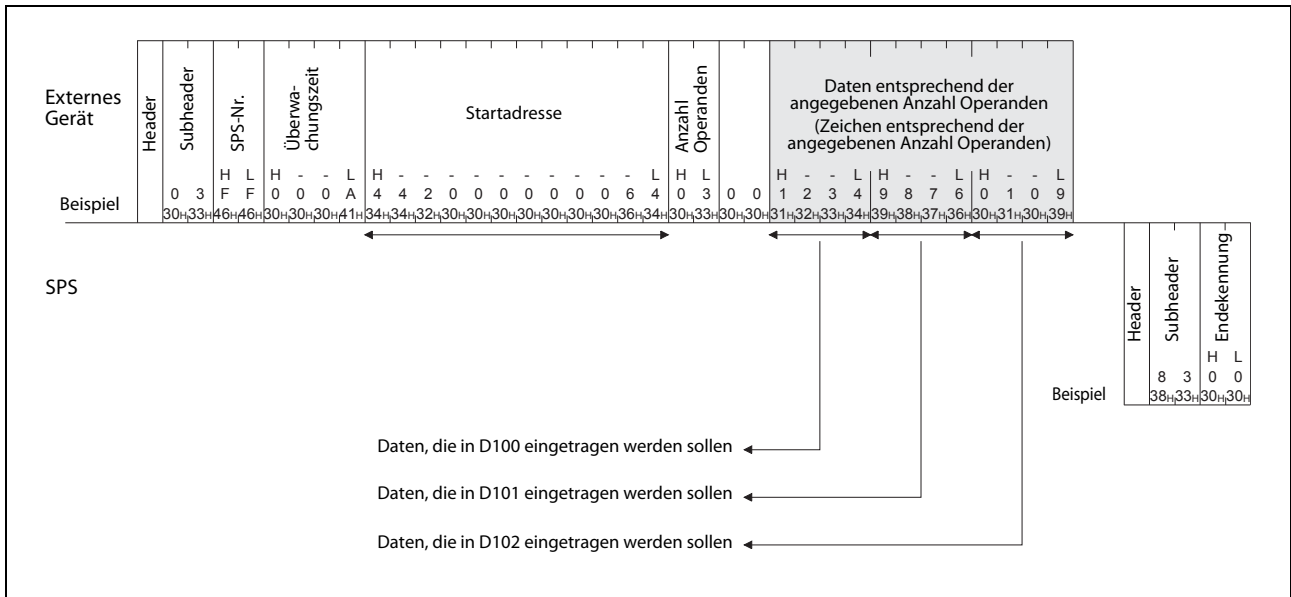 Externes
Gerät
Header
Subheader
SPS-Nr.
Überwa-
chungszeit
Startadresse
Anzahl
Operanden
Daten entsprechend der
angegebenen Anzahl Operanden
(Zeichen entsprechend der
angegebenen Anzahl Operanden)
H L H - - L H - - - - - - - - - - L H L H - - L H - - L H - - L
Beispiel 0 3 F F 0 0 0 A 4 4 2 0 0 0 0 0 0 0 6 4 0 3 0 0 1 2 3 4 9 8 7 6 0 1 0 9
30H 33H 46H 46H 30H 30H 30H 41H 34H 34H 32H 30H 30H 30H 30H 30H 30H 30H 36H 34H 30H 33H 30H 30H 31H 32H 33H 34H 39H 38H 37H 36H 30H 31H 30H 39H
SPS
Header
Subheader
Endekennung
H L
8 3 0 0
Beispiel 38H 33H 30H 30H
Daten, die in D100 eingetragen werden sollen
Daten, die in D101 eingetragen werden sollen
Daten, die in D102 eingetragen werden sollen